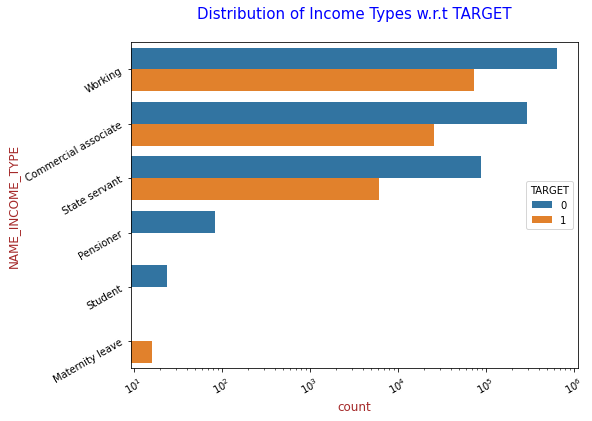 Distribution of Income Types w.r.t TARGET
NAME_INCOME_TYPE
Working
Commercial associate
State servant
Pensioner
Student
Maternity leave
TARGET
0
1
10¹ 10² 10³ 10⁴ 10⁵ 10⁶
count